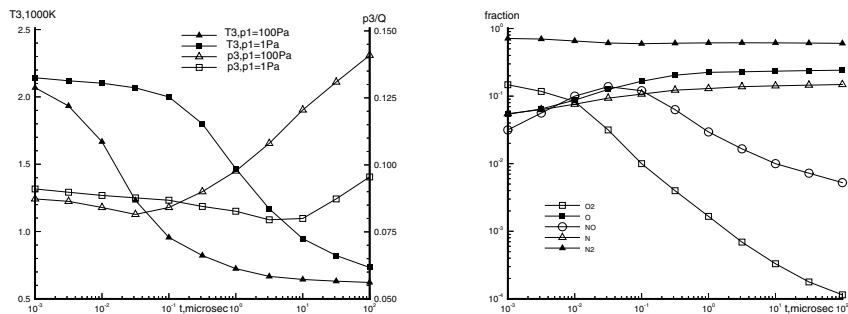 T3,1000K
p3/Q
2.5
2.0
1.5
1.0
0.5
0.150
0.125
0.100
0.075
0.050
T3,p1=100Pa
T3,p1=1Pa
p3,p1=100Pa
p3,p1=1Pa
10-3
10-2
10-1
100
101
102
t,microsec
fraction
100
10-1
10-2
10-3
10-4
O2
O
NO
N
N2
10-3
10-2
10-1
100
101
102
t,microsec